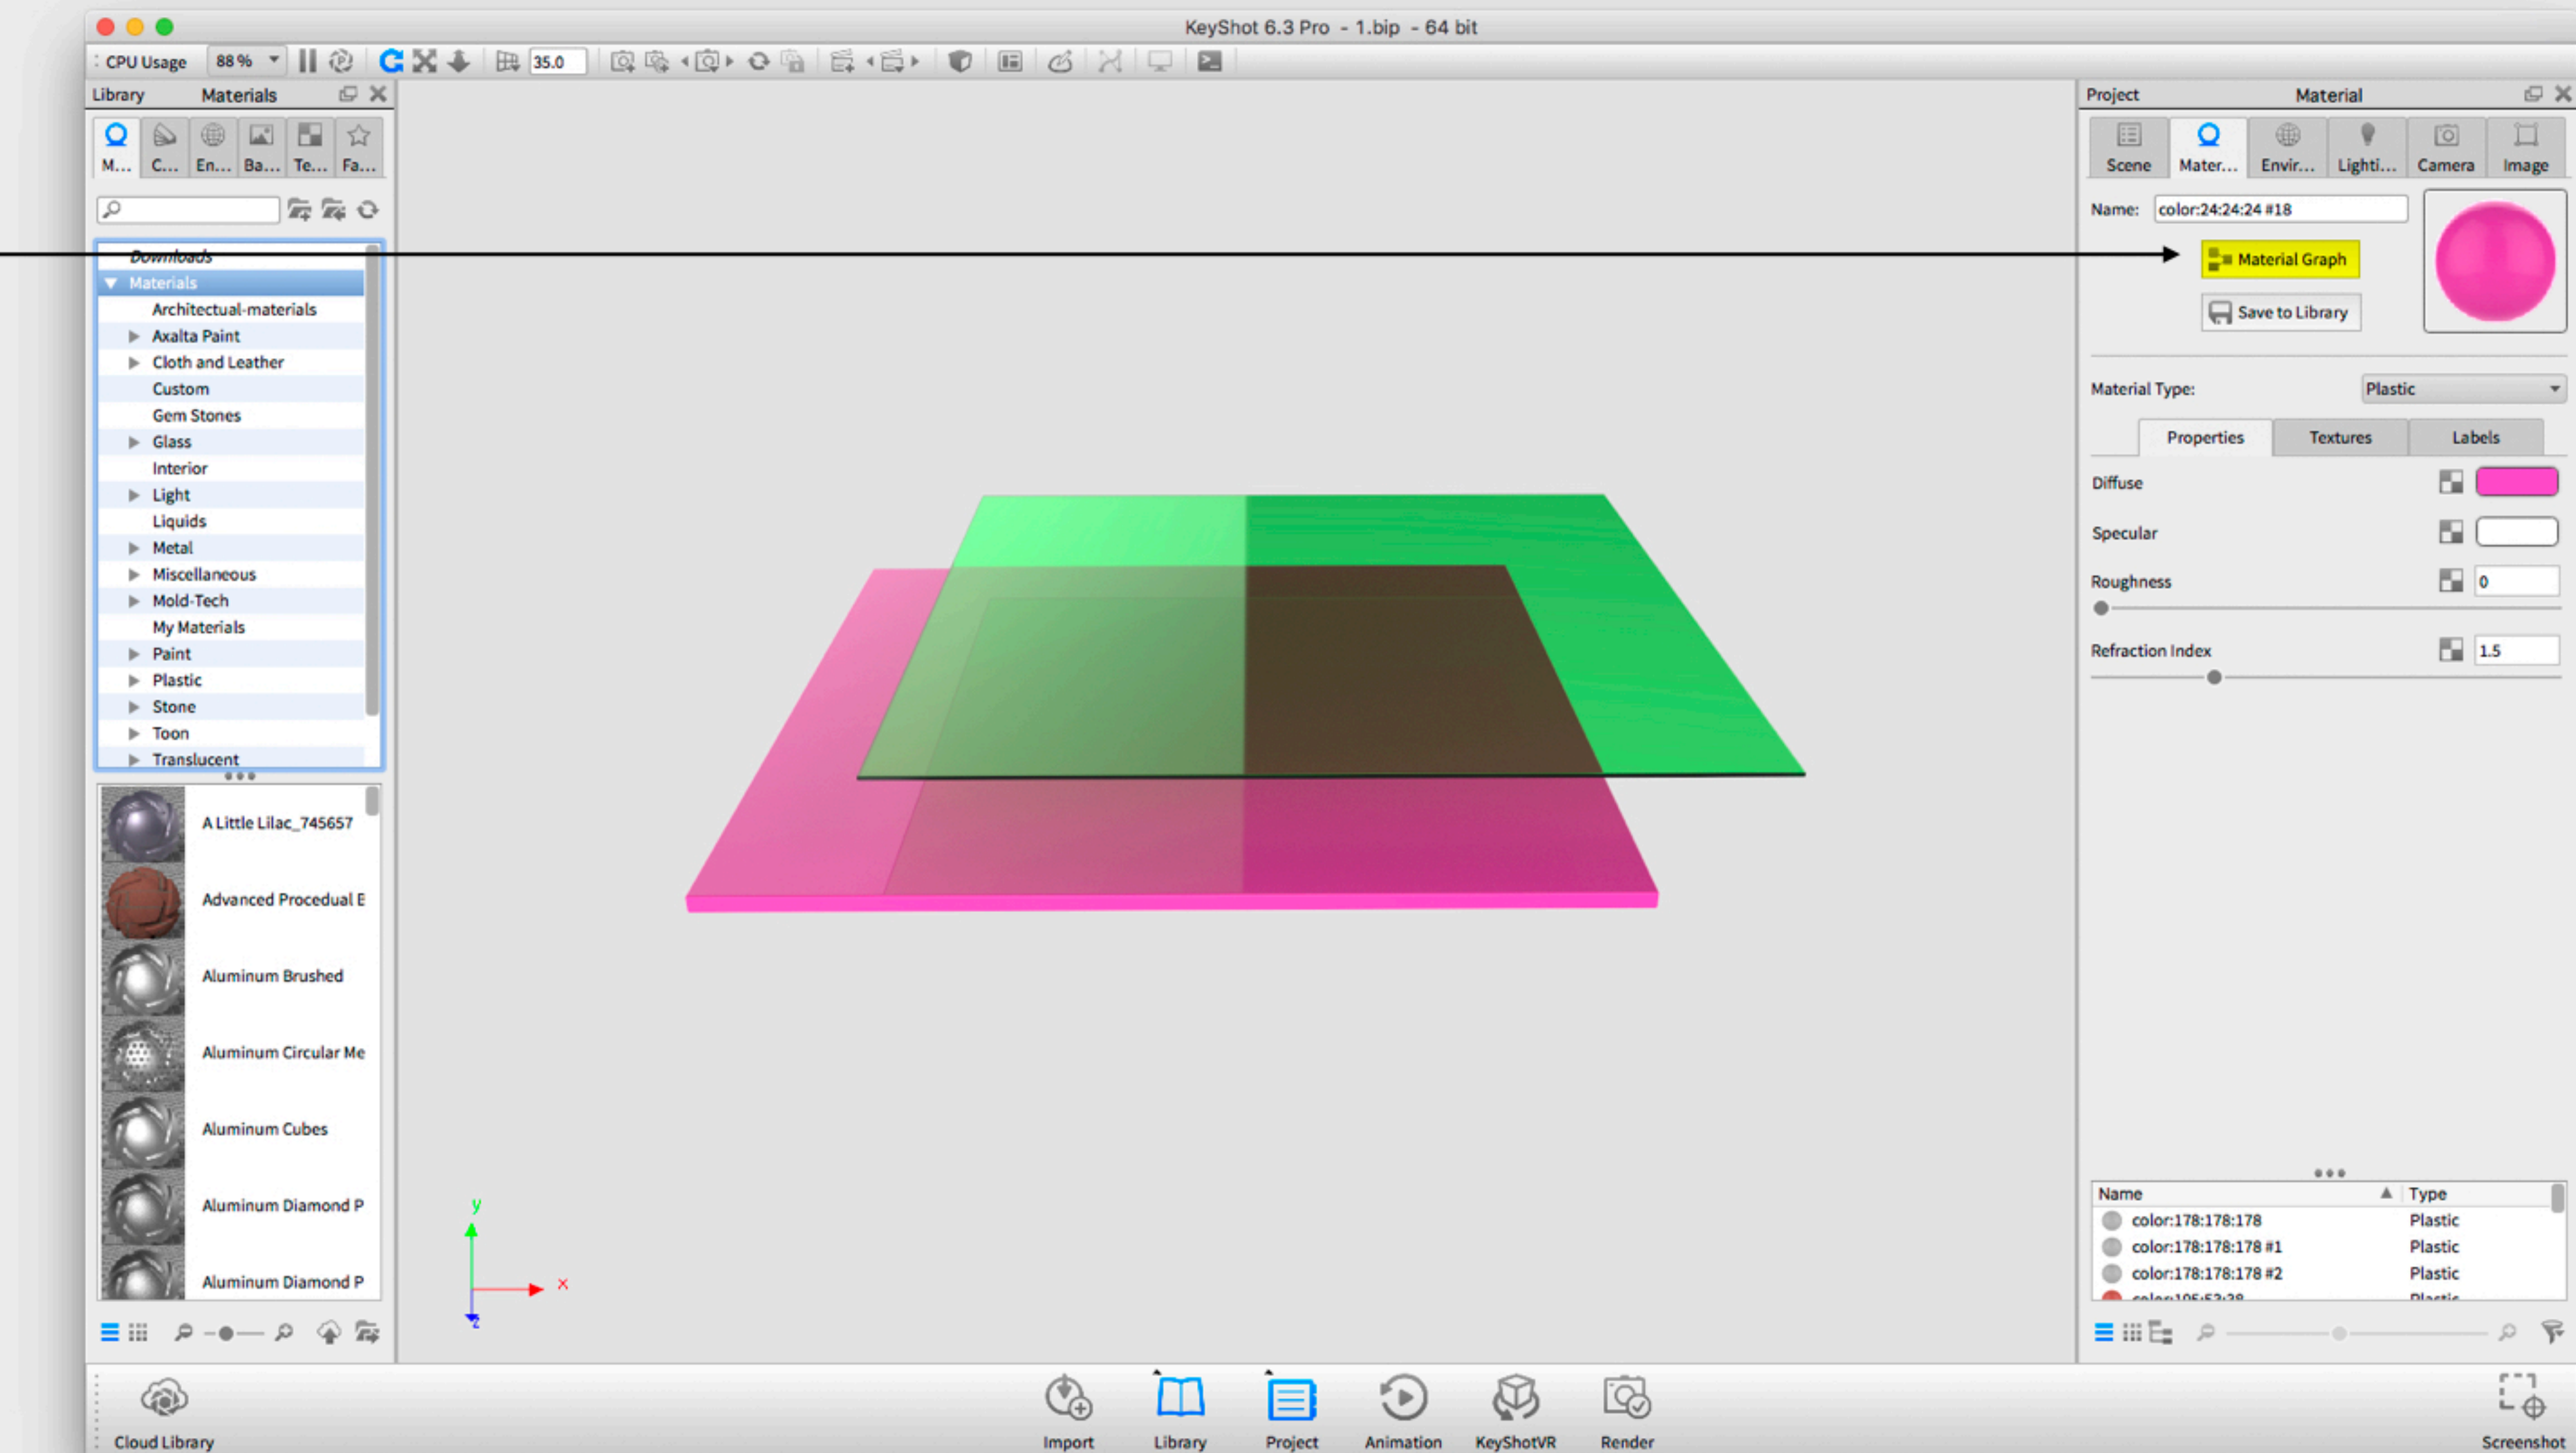 KeyShot 6.3 Pro - 1.bip - 64 bit
CPU Usage 88 % 35.0
Library Materials
M... C... En... Ba... Te... Fa...
Downloads
Materials
Architectual-materials
Axalta Paint
Cloth and Leather
Custom
Gem Stones
Glass
Interior
Light
Liquids
Metal
Miscellaneous
Mold-Tech
My Materials
Paint
Plastic
Stone
Toon
Translucent
A Little Lilac_745657
Advanced Procedual E
Aluminum Brushed
Aluminum Circular Me
Aluminum Cubes
Aluminum Diamond P
Aluminum Diamond P
y
x
z
Project Material
Scene Mater... Envir... Lighti... Camera Image
Name: color:24:24:24 #18
Material Graph
Save to Library
Material Type: Plastic
Properties Textures Labels
Diffuse
Specular
Roughness 0
Refraction Index 1.5
Name Type
color:178:178:178 Plastic
color:178:178:178 #1 Plastic
color:178:178:178 #2 Plastic
Plastic
Cloud Library Import Library Project Animation KeyShotVR Render Screenshot